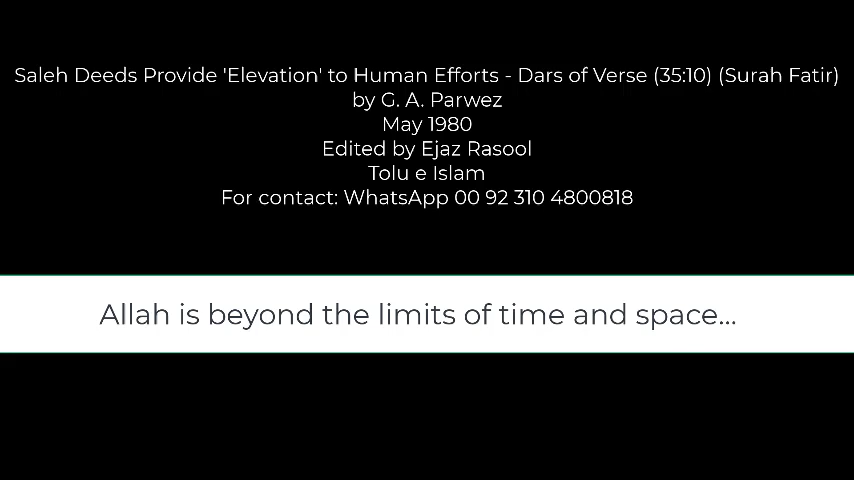 Saleh Deeds Provide 'Elevation' to Human Efforts - Dars of Verse (35:10) (Surah Fatir)
by G. A. Parwez
May 1980
Edited by Ejaz Rasool
Tolu e Islam
For contact: WhatsApp 00 92 310 4800818
Allah is beyond the limits of time and space...